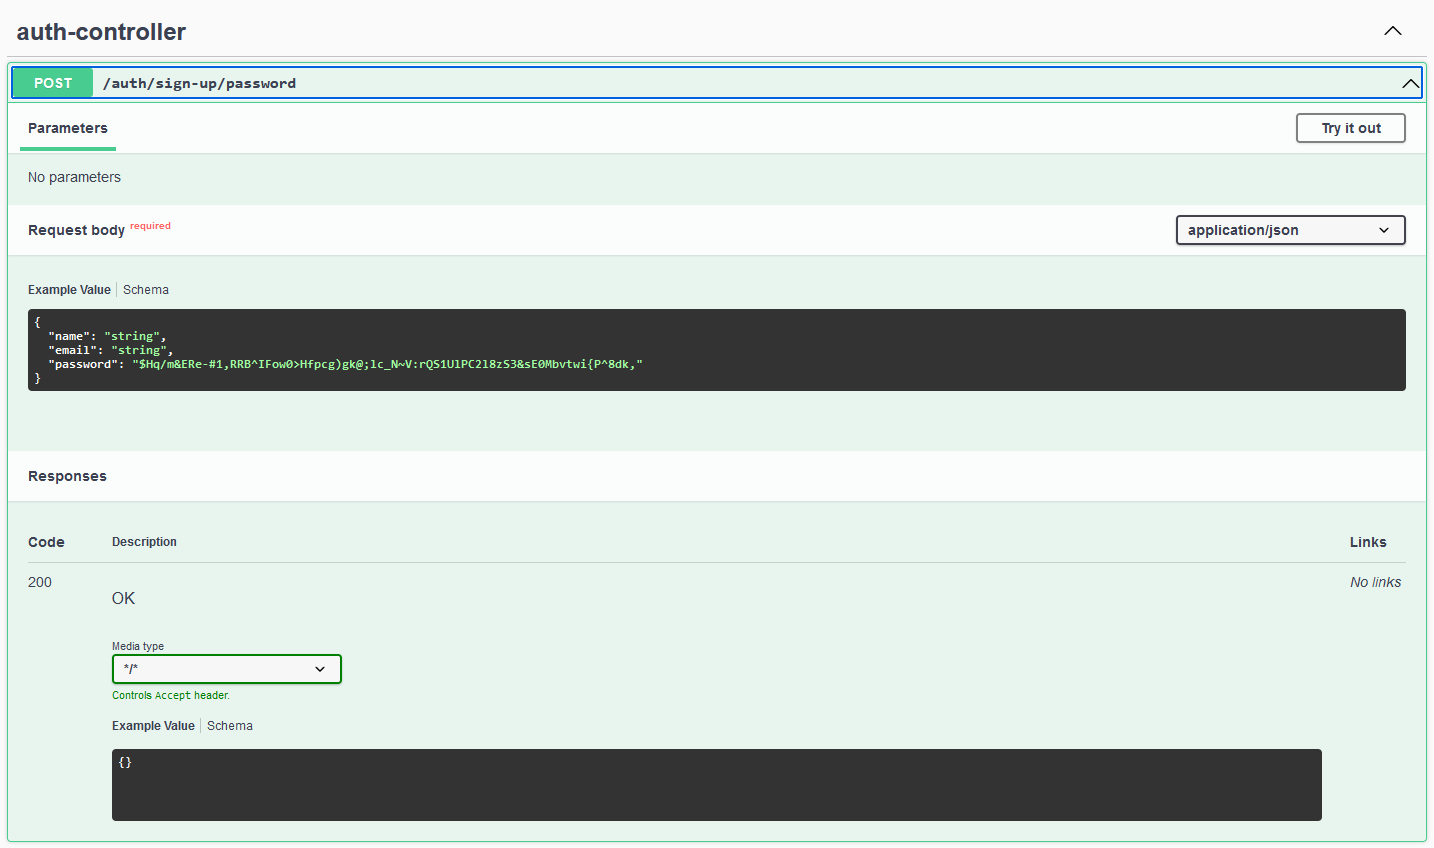 auth-controller
POST /auth/sign-up/password
Parameters
Try it out
No parameters
Request body required
application/json
Example Value Schema
{
  "name": "string",
  "email": "string",
  "password": "$Hq/m&ERe-#1,RRB^IFow0>Hfpcg)gk@;lc_N~V:rQS1UlPC2l8zS3&sE0Mbvtwi{P^8dk,"
}
Responses
Code Description Links
200 OK No links
Media type
*/*
Controls Accept header.
Example Value Schema
{}